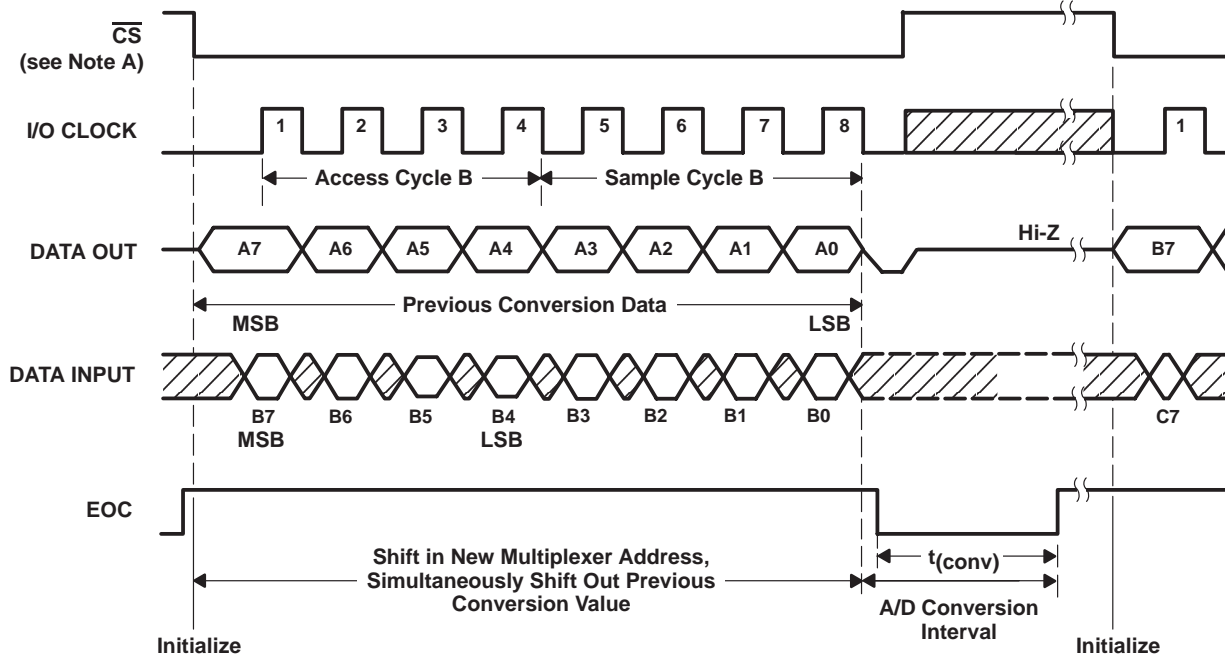 CS
(see Note A)
I/O CLOCK
1 2 3 4 5 6 7 8 1
Access Cycle B Sample Cycle B
DATA OUT
A7 A6 A5 A4 A3 A2 A1 A0 Hi-Z B7
Previous Conversion Data
MSB LSB
DATA INPUT
B7 B6 B5 B4 B3 B2 B1 B0 C7
MSB LSB
EOC
Shift in New Multiplexer Address,
Simultaneously Shift Out Previous
Conversion Value
t(conv)
A/D Conversion
Interval
Initialize Initialize